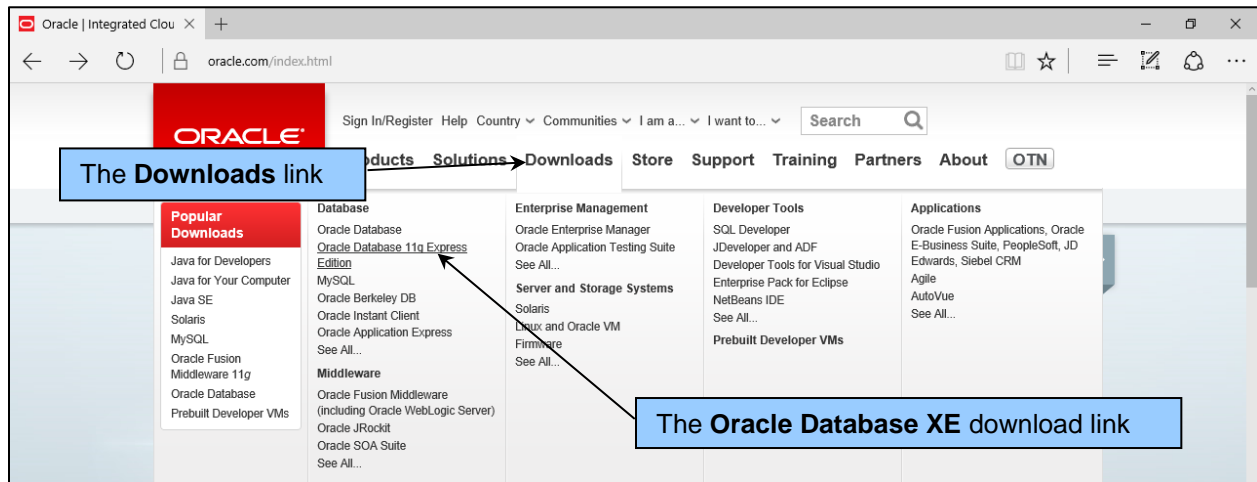 Oracle | Integrated Clou
oracle.com/index.html
ORACLE
Sign In/Register Help Country Communities I am a... I want to... Search
Products Solutions Downloads Store Support Training Partners About OTN
The Downloads link
Popular
Downloads
Java for Developers
Java for Your Computer
Java SE
Solaris
MySQL
Oracle Fusion
Middleware 11g
Oracle Database
Prebuilt Developer VMs
Database
Oracle Database
Oracle Database 11g Express
Edition
MySQL
Oracle Berkeley DB
Oracle Instant Client
Oracle Application Express
See All...
Middleware
Oracle Fusion Middleware
(including Oracle WebLogic Server)
Oracle JRockit
Oracle SOA Suite
See All...
Enterprise Management
Oracle Enterprise Manager
Oracle Application Testing Suite
See All...
Server and Storage Systems
Solaris
Linux and Oracle VM
Firmware
See All...
Developer Tools
SQL Developer
JDeveloper and ADF
Developer Tools for Visual Studio
Enterprise Pack for Eclipse
NetBeans IDE
See All...
Prebuilt Developer VMs
Applications
Oracle Fusion Applications, Oracle
E-Business Suite, PeopleSoft, JD
Edwards, Siebel CRM
Agile
AutoVue
See All...
The Oracle Database XE download link